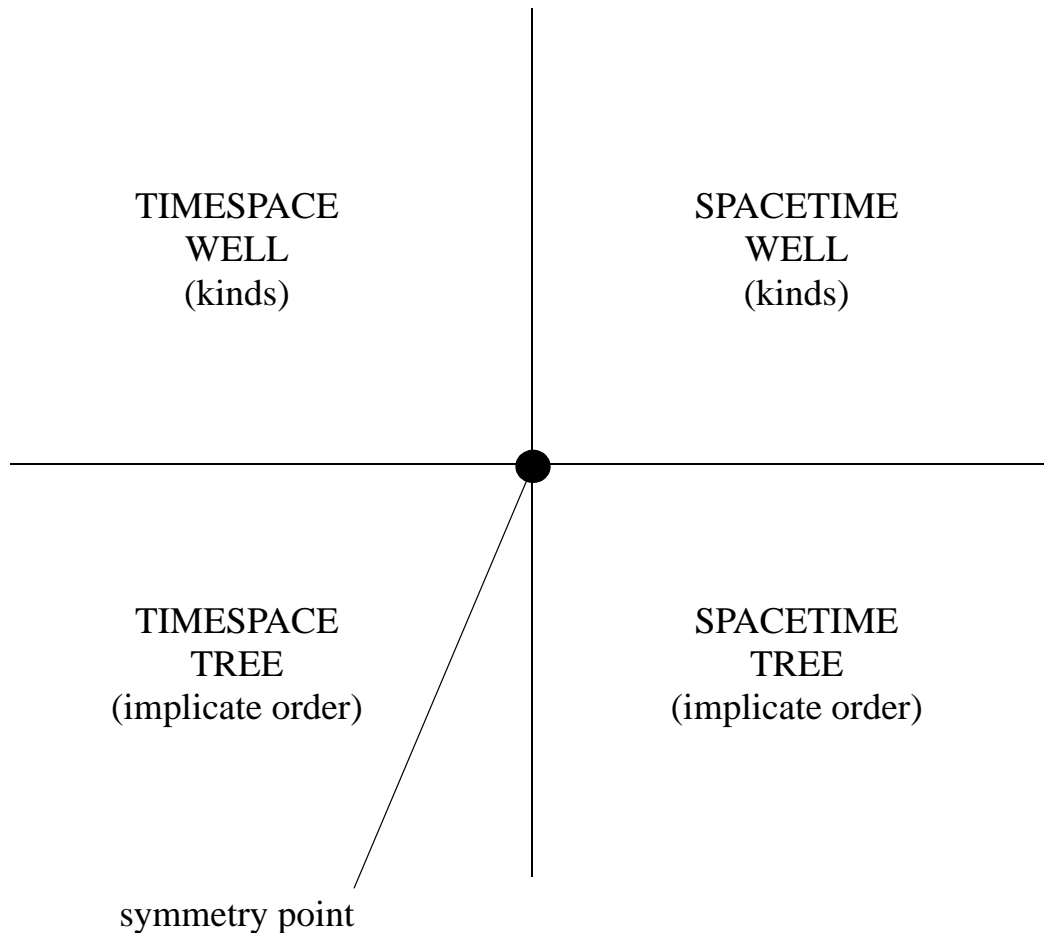 TIMESPACE
WELL
(kinds)
SPACETIME
WELL
(kinds)
TIMESPACE
TREE
(implicate order)
SPACETIME
TREE
(implicate order)
symmetry point